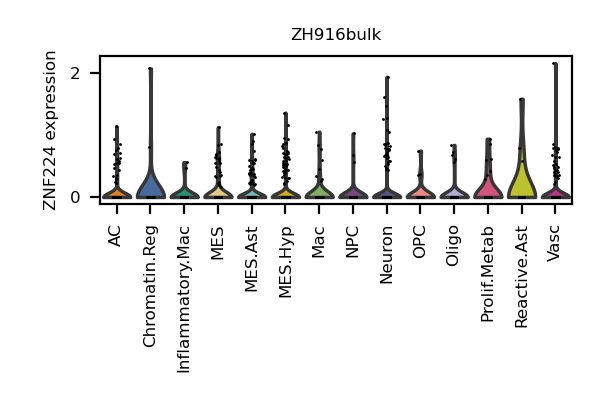 ZH916bulk
ZNF224 expression
2
0
AC
Chromatin.Reg
Inflammatory.Mac
MES
MES.Ast
MES.Hyp
Mac
NPC
Neuron
OPC
Oligo
Prolif.Metab
Reactive.Ast
Vasc